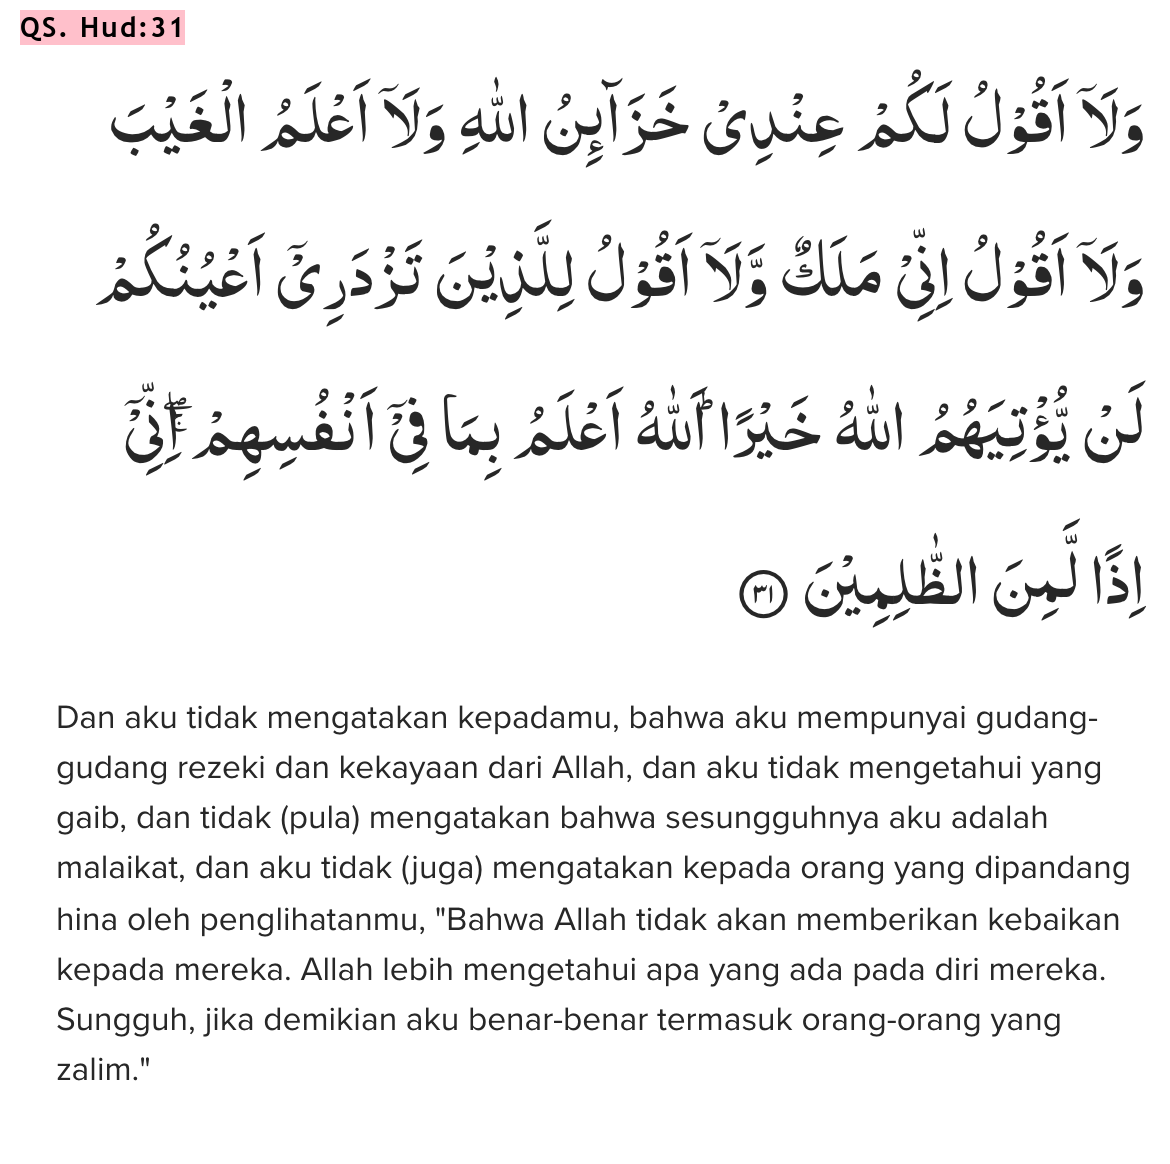 QS. Hud:31
وَلَآ اَقُوْلُ لَكُمْ عِنْدِيْ خَزَاۤىِٕنُ اللّٰهِ وَلَآ اَعْلَمُ الْغَيْبَ
وَلَآ اَقُوْلُ اِنِّيْ مَلَكٌ وَّلَآ اَقُوْلُ لِلَّذِيْنَ تَزْدَرِيْٓ اَعْيُنُكُمْ
لَنْ يُّؤْتِيَهُمُ اللّٰهُ خَيْرًا ۗ اَللّٰهُ اَعْلَمُ بِمَا فِيْٓ اَنْفُسِهِمْ ۚاِنِّيْٓ
اِذًا لَّمِنَ الظّٰلِمِيْنَ ٣١
Dan aku tidak mengatakan kepadamu, bahwa aku mempunyai gudang-
gudang rezeki dan kekayaan dari Allah, dan aku tidak mengetahui yang
gaib, dan tidak (pula) mengatakan bahwa sesungguhnya aku adalah
malaikat, dan aku tidak (juga) mengatakan kepada orang yang dipandang
hina oleh penglihatanmu, "Bahwa Allah tidak akan memberikan kebaikan
kepada mereka. Allah lebih mengetahui apa yang ada pada diri mereka.
Sungguh, jika demikian aku benar-benar termasuk orang-orang yang
zalim."